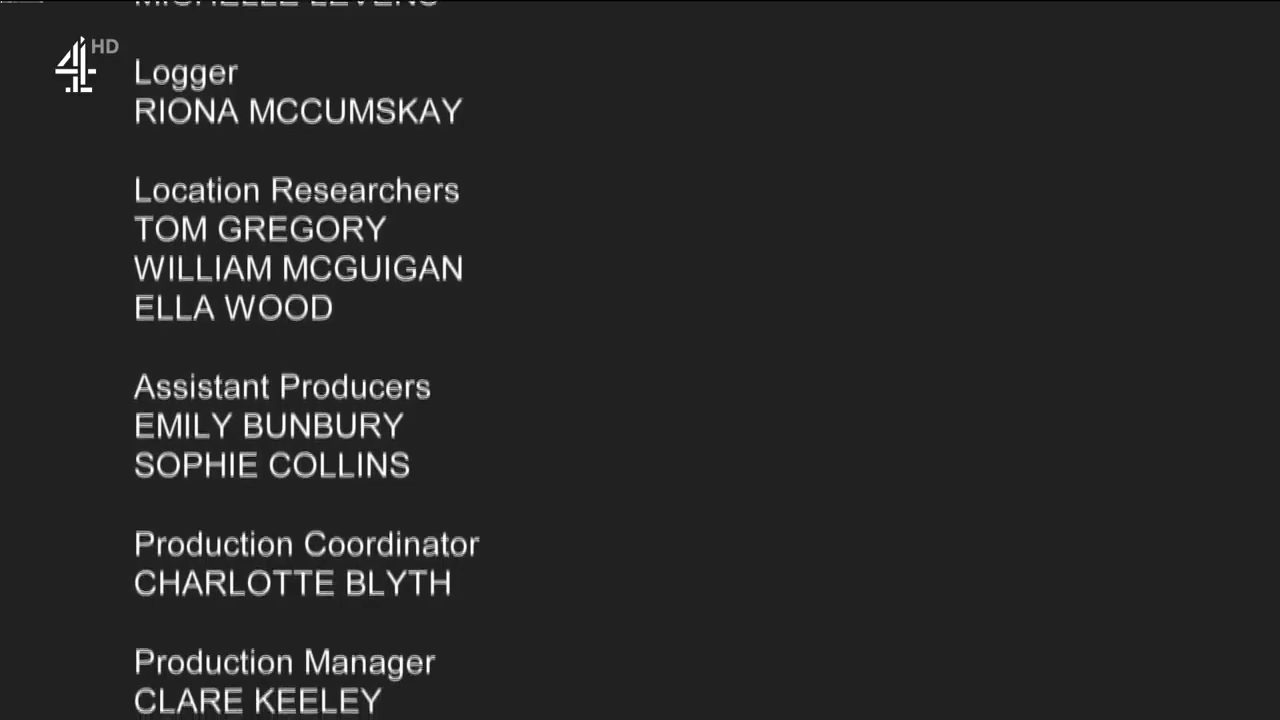 MICHELLE LEVENS
HD
Logger
RIONA MCCUMSKAY
Location Researchers
TOM GREGORY
WILLIAM MCGUIGAN
ELLA WOOD
Assistant Producers
EMILY BUNBURY
SOPHIE COLLINS
Production Coordinator
CHARLOTTE BLYTH
Production Manager
CLARE KEELEY